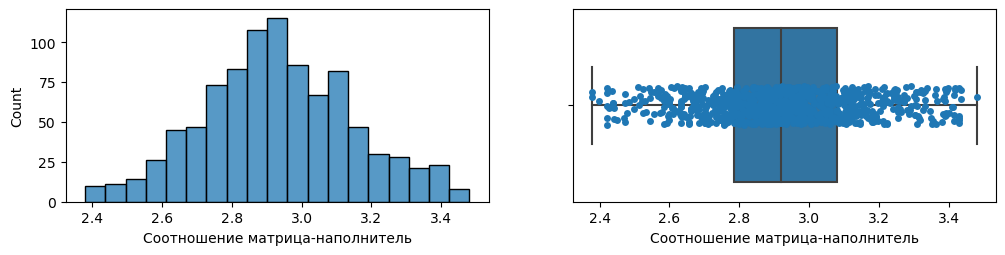 100
75
50
25
0
Count
2.4 2.6 2.8 3.0 3.2 3.4
Соотношение матрица-наполнитель
2.4 2.6 2.8 3.0 3.2 3.4
Соотношение матрица-наполнитель